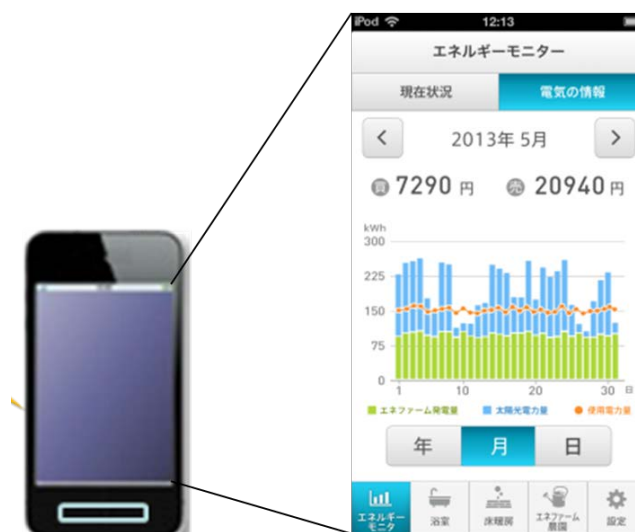 iPod 12:13
エネルギーモニター
現在状況 電気の情報
< 2013年 5月 >
買 7290 円 売 20940 円
kWh
300
225
150
75
0
1 10 20 30 日
エネファーム発電量 太陽光電力量 使用電力量
年 月 日
エネルギー
モニタ
浴室
床暖房
エネファーム
農園
設定